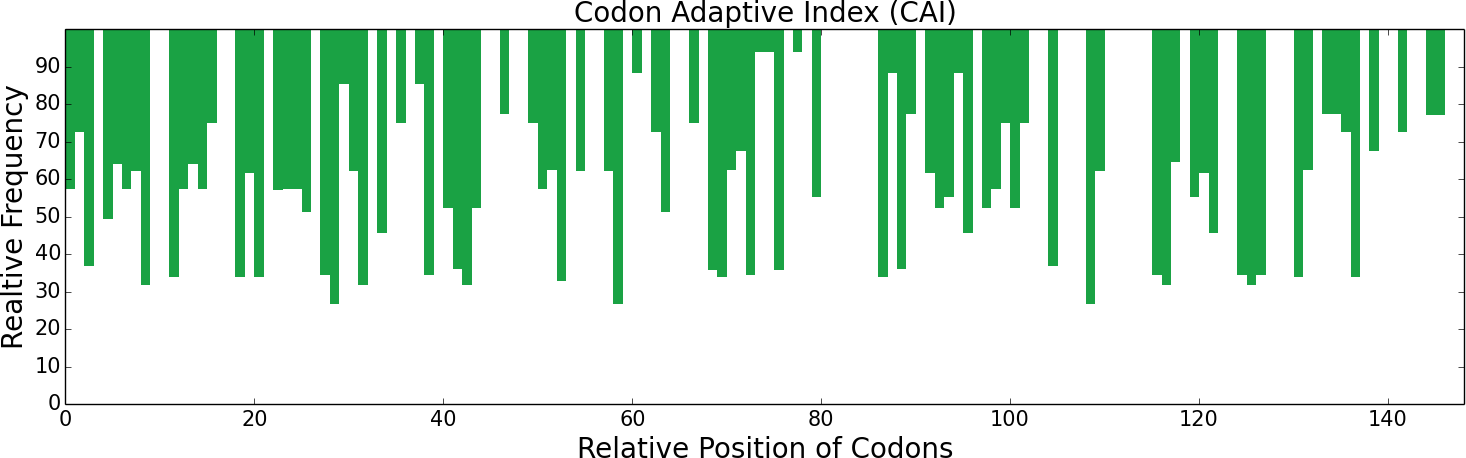 Codon Adaptive Index (CAI)
Realtive Frequency
90
80
70
60
50
40
30
20
10
0
0 20 40 60 80 100 120 140
Relative Position of Codons